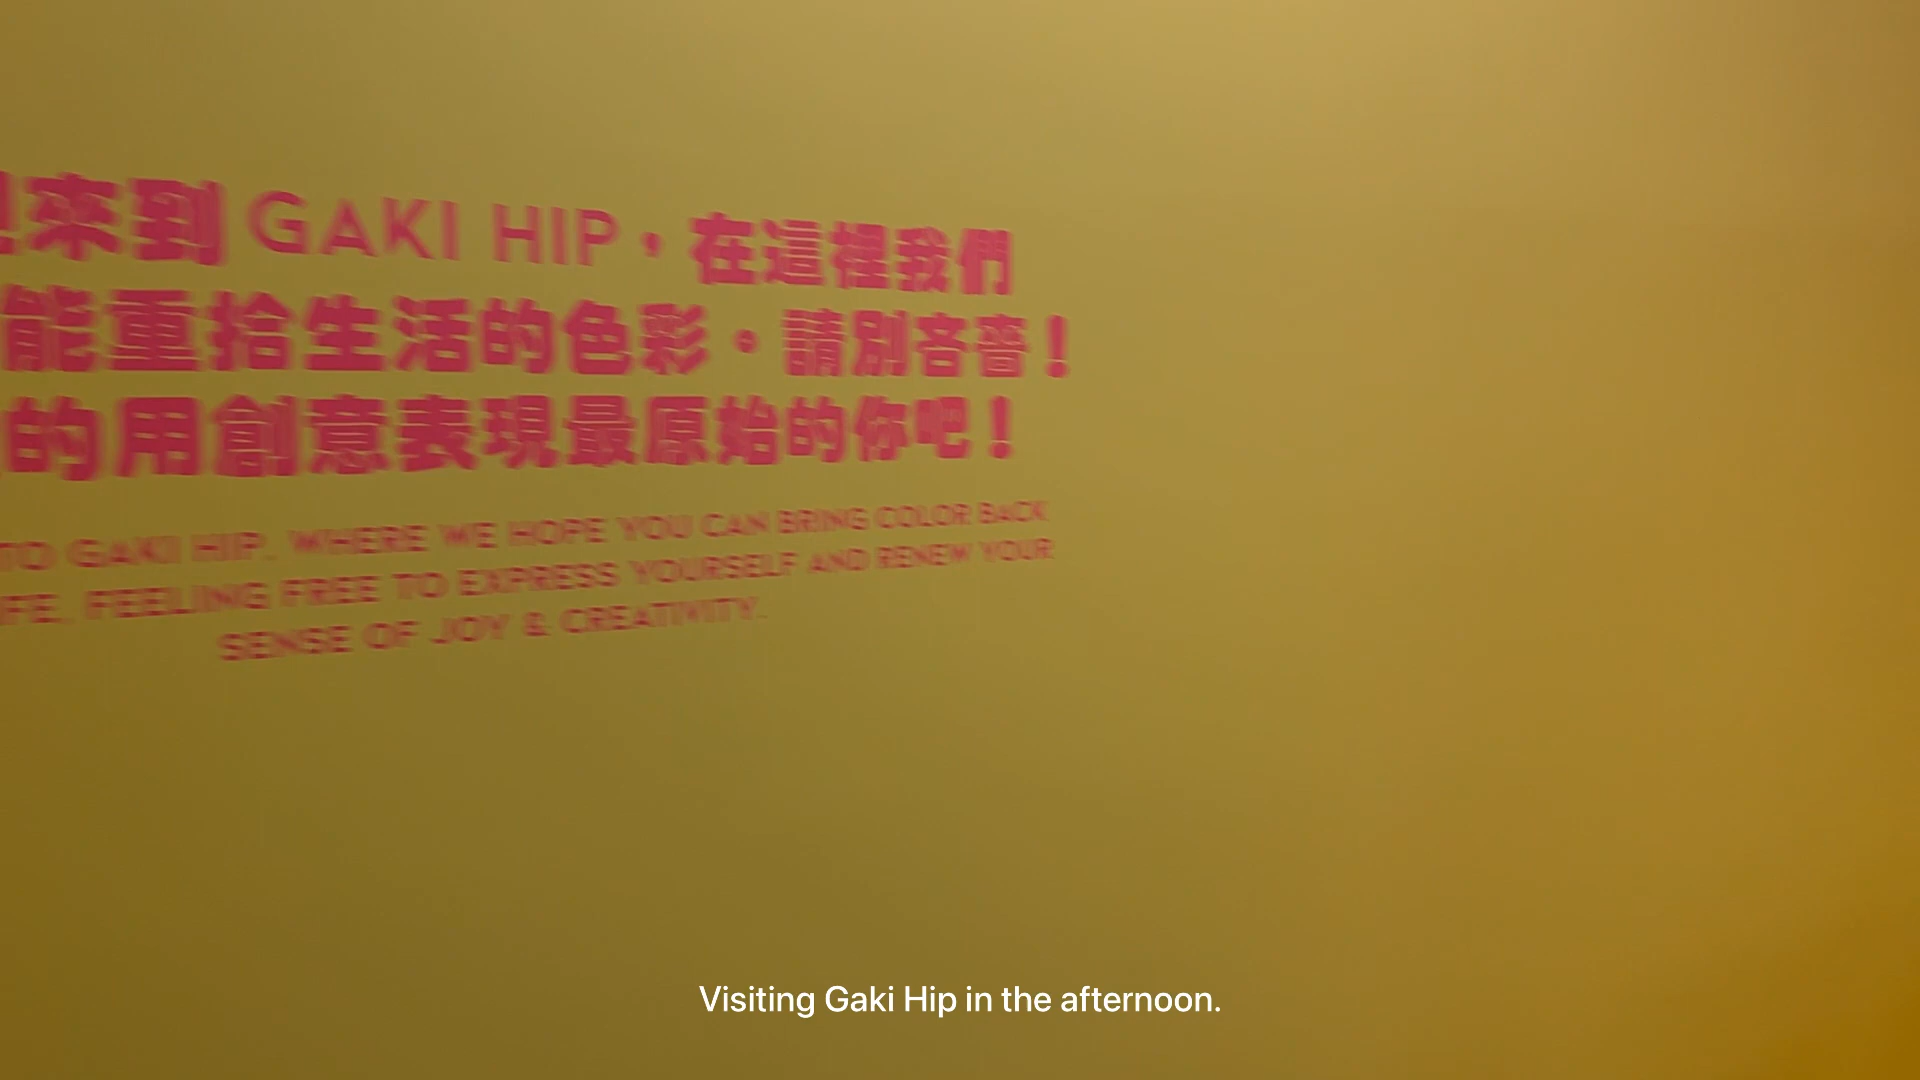 來到 GAKI HIP，在這裡我們
能重拾生活的色彩。請別吝嗇！
的用創意表現最原始的你吧！
TO GAKI HIP. WHERE WE HOPE YOU CAN BRING COLOR BACK
FEELING FREE TO EXPRESS YOURSELF AND RENEW YOUR
SENSE OF JOY & CREATIVITY.
Visiting Gaki Hip in the afternoon.